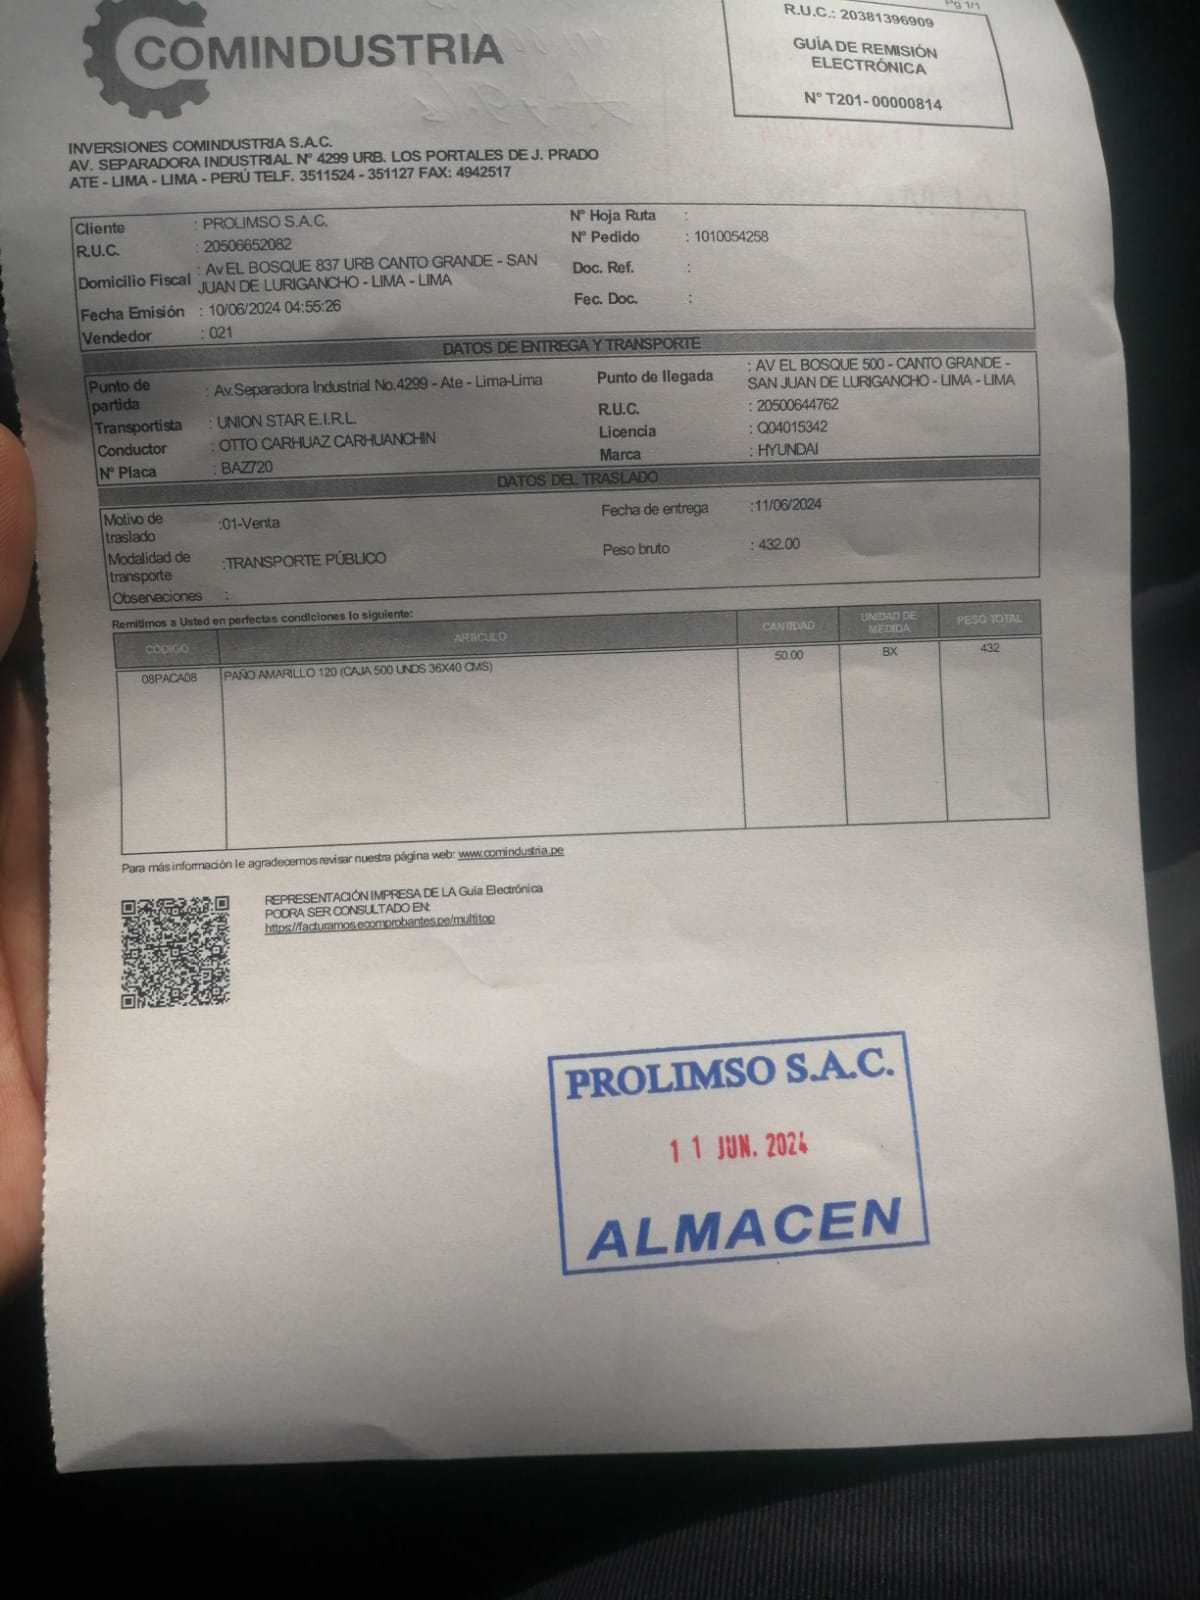 Pg 1/1
COMINDUSTRIA
R.U.C.: 20381396909
GUÍA DE REMISIÓN
ELECTRÓNICA
N° T201-00000814
INVERSIONES COMINDUSTRIA S.A.C.
AV. SEPARADORA INDUSTRIAL N° 4299 URB. LOS PORTALES DE J. PRADO
ATE - LIMA - LIMA - PERÚ TELF. 3511524 - 351127 FAX: 4942517
Cliente : PROLIMSO S.A.C.
R.U.C. : 20506652082
Domicilio Fiscal : Av EL BOSQUE 837 URB CANTO GRANDE - SAN
JUAN DE LURIGANCHO - LIMA - LIMA
Fecha Emisión : 10/06/2024 04:55:26
Vendedor : 021
N° Hoja Ruta :
N° Pedido : 1010054258
Doc. Ref. :
Fec. Doc. :
DATOS DE ENTREGA Y TRANSPORTE
Punto de
partida : Av.Separadora Industrial No.4299 - Ate - Lima-Lima
Transportista : UNION STAR E.I.R.L.
Conductor : OTTO CARHUAZ CARHUANCHIN
N° Placa : BAZ720
Punto de llegada : AV EL BOSQUE 500 - CANTO GRANDE -
SAN JUAN DE LURIGANCHO - LIMA - LIMA
R.U.C. : 20500644762
Licencia : Q04015342
Marca : HYUNDAI
DATOS DEL TRASLADO
Motivo de
traslado :01-Venta
Modalidad de
transporte :TRANSPORTE PÚBLICO
Observaciones :
Fecha de entrega :11/06/2024
Peso bruto : 432.00
Remitimos a Usted en perfectas condiciones lo siguiente:
CÓDIGO ARTÍCULO CANTIDAD UNIDAD DE MEDIDA PESO TOTAL
08PACA08 PAÑO AMARILLO 120 (CAJA 500 UNDS 36X40 CMS) 50.00 BX 432
Para más información le agradecemos revisar nuestra página web: www.comindustria.pe
REPRESENTACIÓN IMPRESA DE LA Guía Electrónica
PODRA SER CONSULTADO EN:
https://facturamos.ecomprobantes.pe/multitop
PROLIMSO S.A.C.
11 JUN. 2024
ALMACEN